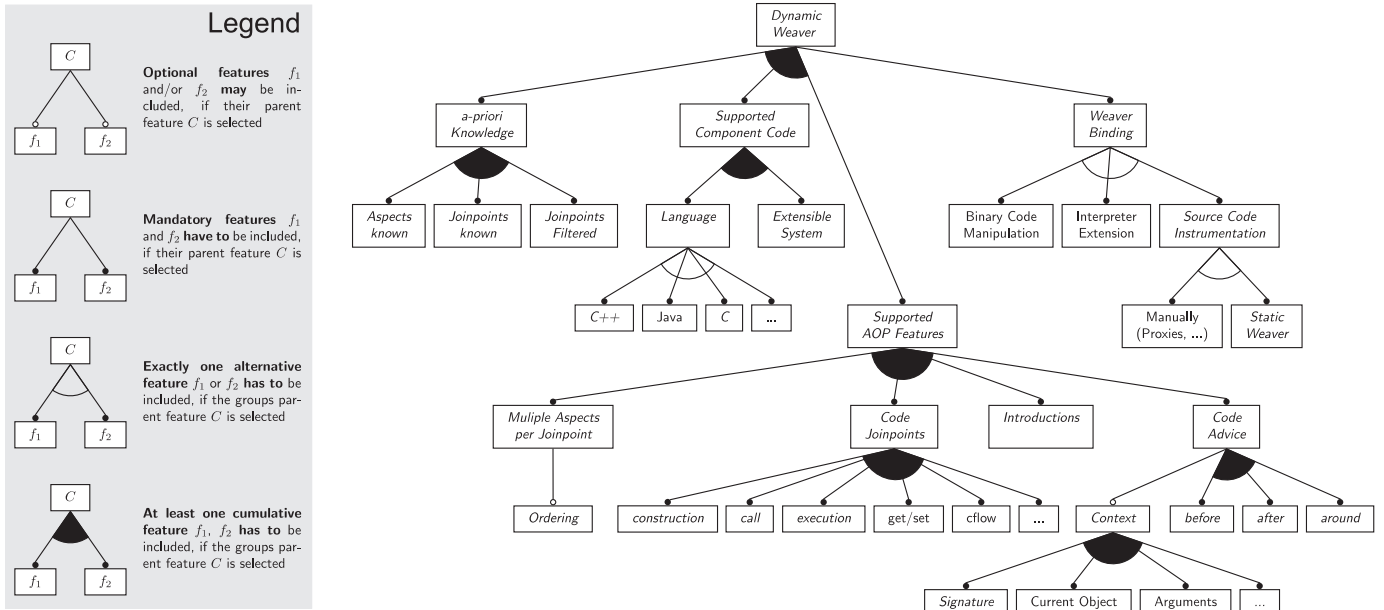 Legend
C
f1
f2
Optional features f1
and/or f2 may be in-
cluded, if their parent
feature C is selected
C
f1
f2
Mandatory features f1
and f2 have to be included,
if their parent feature C is
selected
C
f1
f2
Exactly one alternative
feature f1 or f2 has to be
included, if the groups par-
ent feature C is selected
C
f1
f2
At least one cumulative
feature f1, f2 has to be
included, if the groups par-
ent feature C is selected
Dynamic
Weaver
a-priori
Knowledge
Supported
Component Code
Weaver
Binding
Aspects
known
Joinpoints
known
Joinpoints
Filtered
Language
Extensible
System
Binary Code
Manipulation
Interpreter
Extension
Source Code
Instrumentation
C++
Java
C
...
Supported
AOP Features
Manually
(Proxies, ...)
Static
Weaver
Muliple Aspects
per Joinpoint
Code
Joinpoints
Introductions
Code
Advice
Ordering
construction
call
execution
get/set
cflow
...
Context
before
after
around
Signature
Current Object
Arguments
...